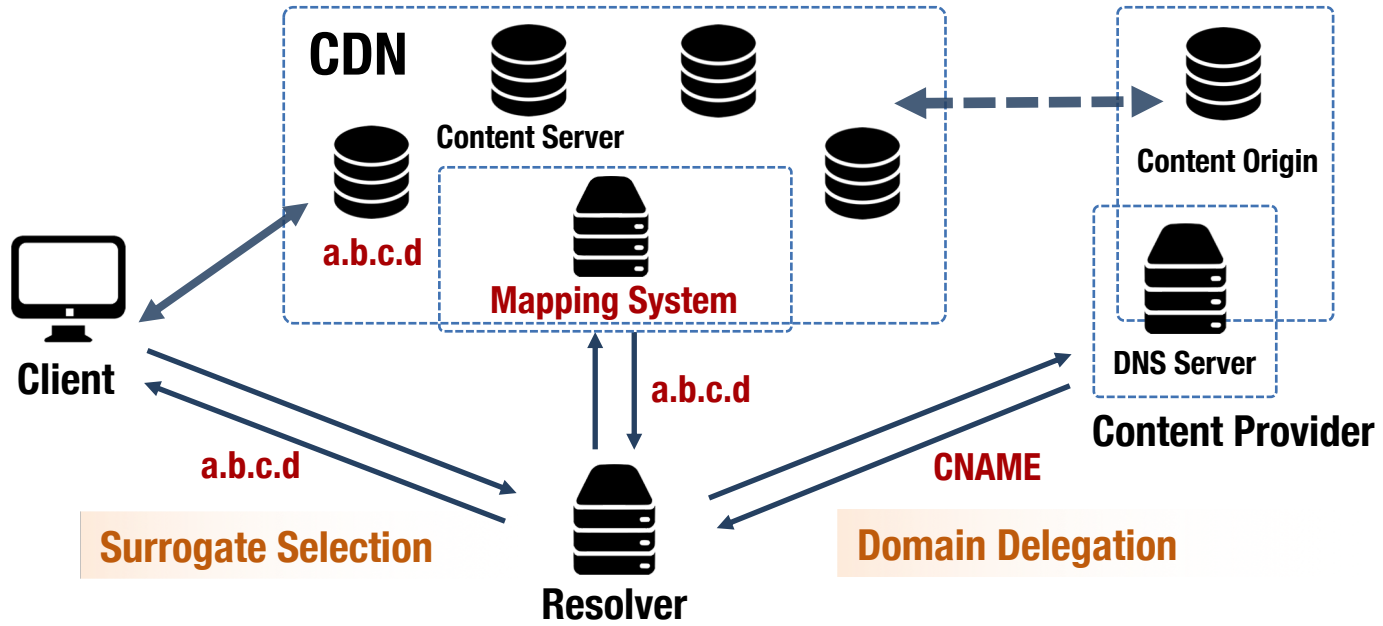 CDN
Content Server
Content Origin
a.b.c.d
Mapping System
DNS Server
Client
a.b.c.d
Content Provider
a.b.c.d
CNAME
Surrogate Selection
Domain Delegation
Resolver